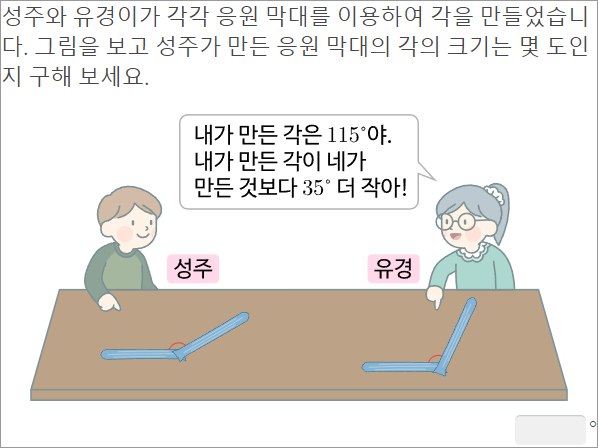 성주와 유경이가 각각 응원 막대를 이용하여 각을 만들었습니
다. 그림을 보고 성주가 만든 응원 막대의 각의 크기는 몇 도인
지 구해 보세요.
내가 만든 각은 115°야.
내가 만든 각이 네가
만든 것보다 35° 더 작아!
성주
유경
°